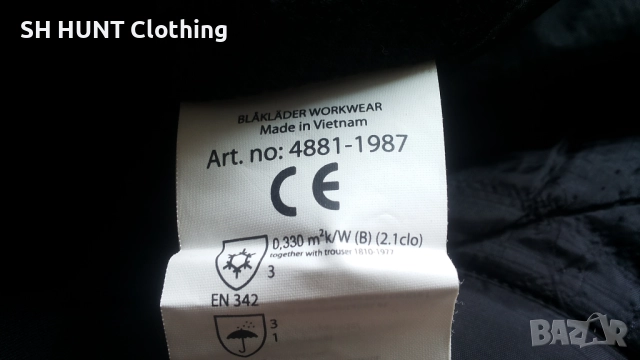 SH HUNT Clothing
BLÅKLÄDER WORKWEAR
Made in Vietnam
Art. no: 4881-1987
CE
0,330 m²k/W (B) (2.1clo)
together with trouser 1810-1977
3
EN 342
3
1
BAZAR